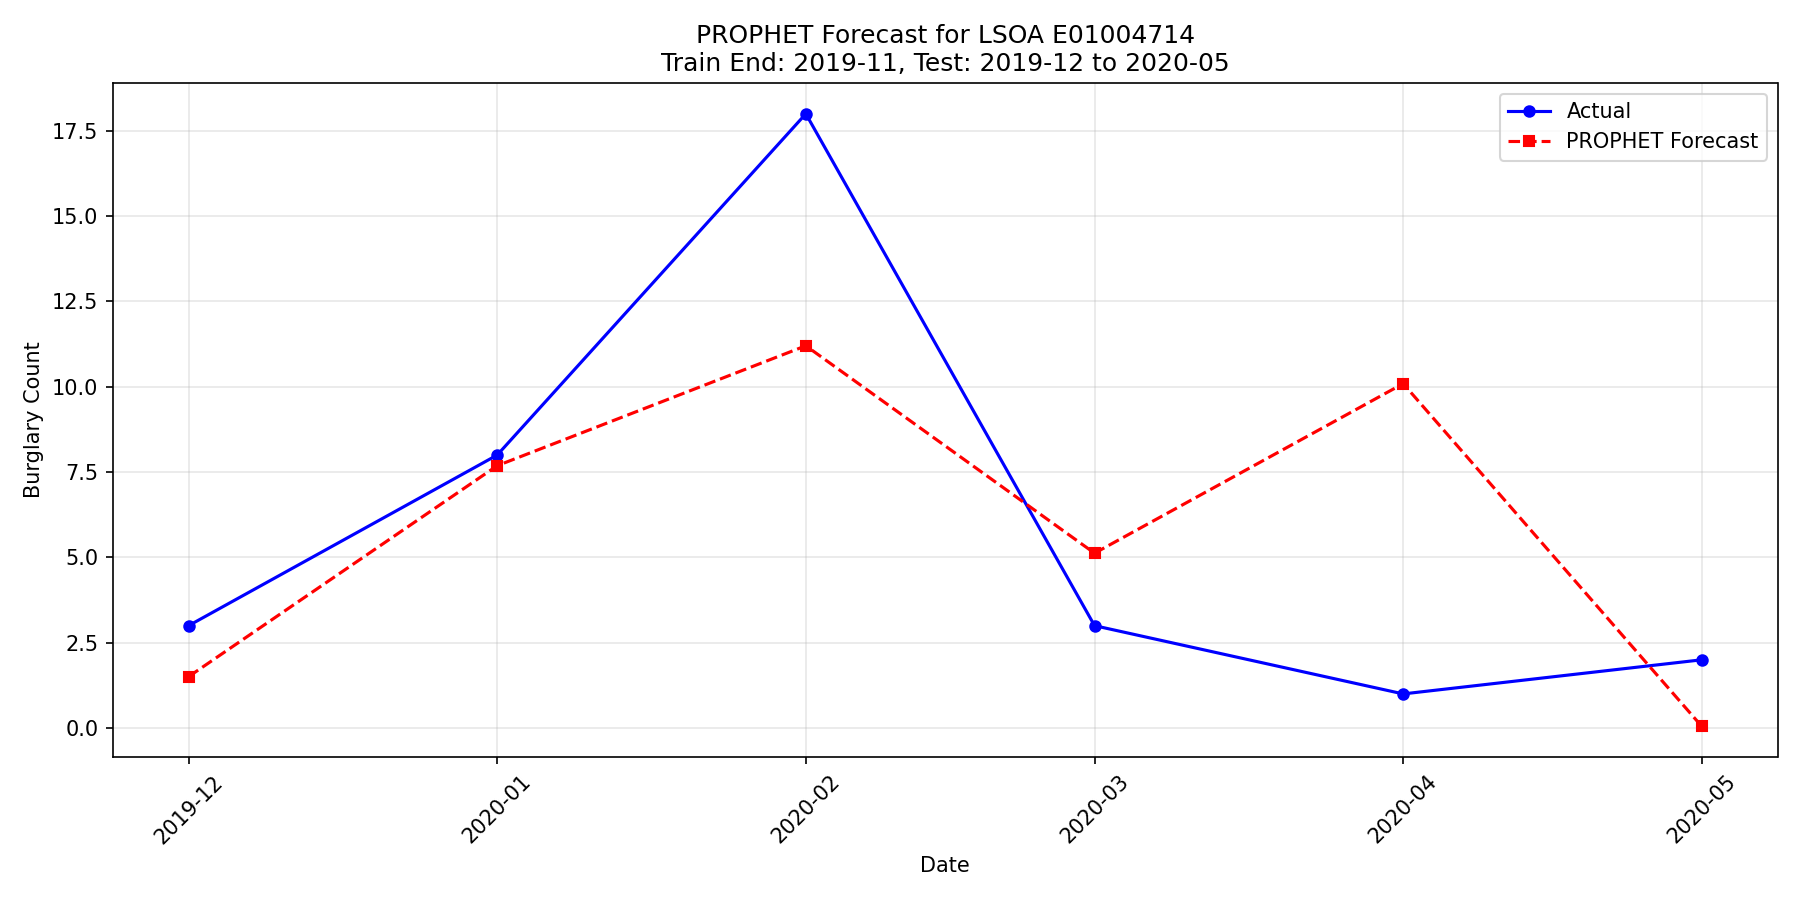 PROPHET Forecast for LSOA E01004714
Train End: 2019-11, Test: 2019-12 to 2020-05
Actual
PROPHET Forecast
17.5
15.0
12.5
10.0
7.5
5.0
2.5
0.0
Burglary Count
2019-12
2020-01
2020-02
2020-03
2020-04
2020-05
Date